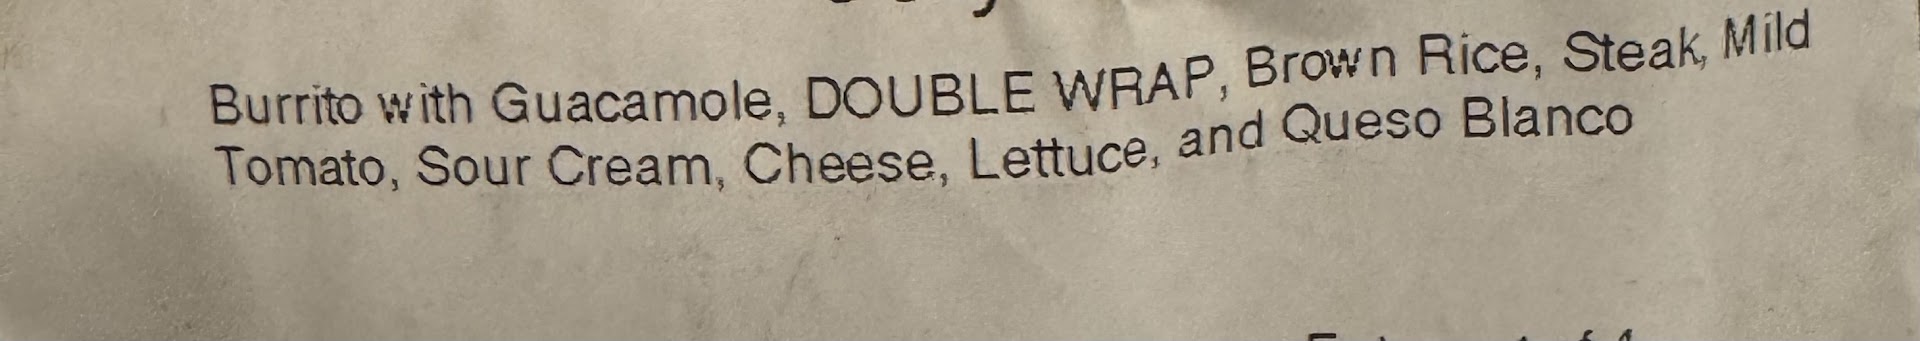 Burrito with Guacamole, DOUBLE WRAP, Brown Rice, Steak, Mild
Tomato, Sour Cream, Cheese, Lettuce, and Queso Blanco